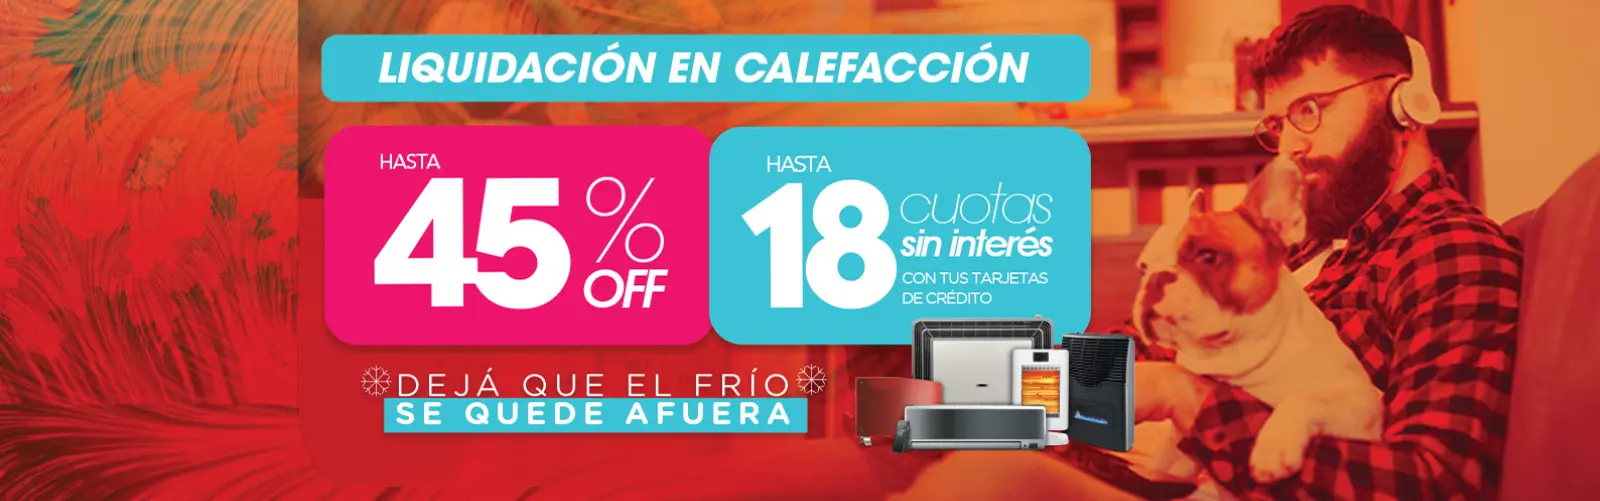 LIQUIDACIÓN EN CALEFACCIÓN
HASTA
45% OFF
HASTA
18 cuotas
sin interés
CON TUS TARJETAS
DE CRÉDITO
DEJÁ QUE EL FRÍO
SE QUEDE AFUERA